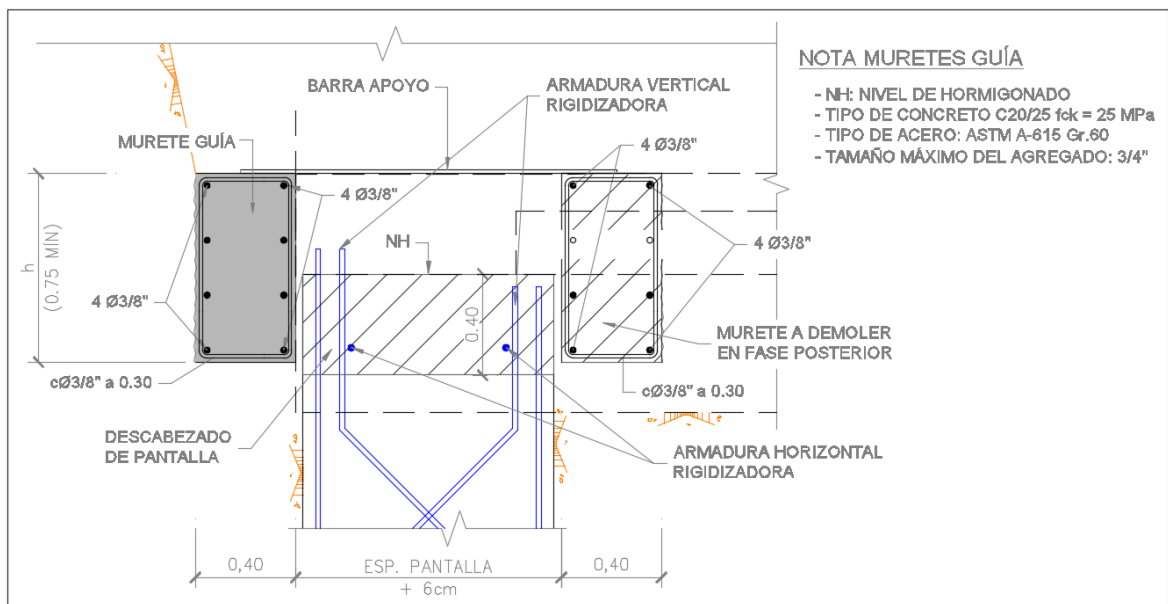 NOTA MURETES GUÍA
- NH: NIVEL DE HORMIGONADO
- TIPO DE CONCRETO C20/25 fck = 25 MPa
- TIPO DE ACERO: ASTM A-615 Gr.60
- TAMAÑO MÁXIMO DEL AGREGADO: 3/4"
BARRA APOYO
ARMADURA VERTICAL
RIGIDIZADORA
MURETE GUÍA
4 Ø3/8"
4 Ø3/8"
4 Ø3/8"
NH
h
(0.75 MÍN)
4 Ø3/8"
0.40
MURETE A DEMOLER
EN FASE POSTERIOR
cØ3/8" a 0.30
cØ3/8" a 0.30
DESCABEZADO
DE PANTALLA
ARMADURA HORIZONTAL
RIGIDIZADORA
0,40
ESP. PANTALLA
+ 6cm
0,40